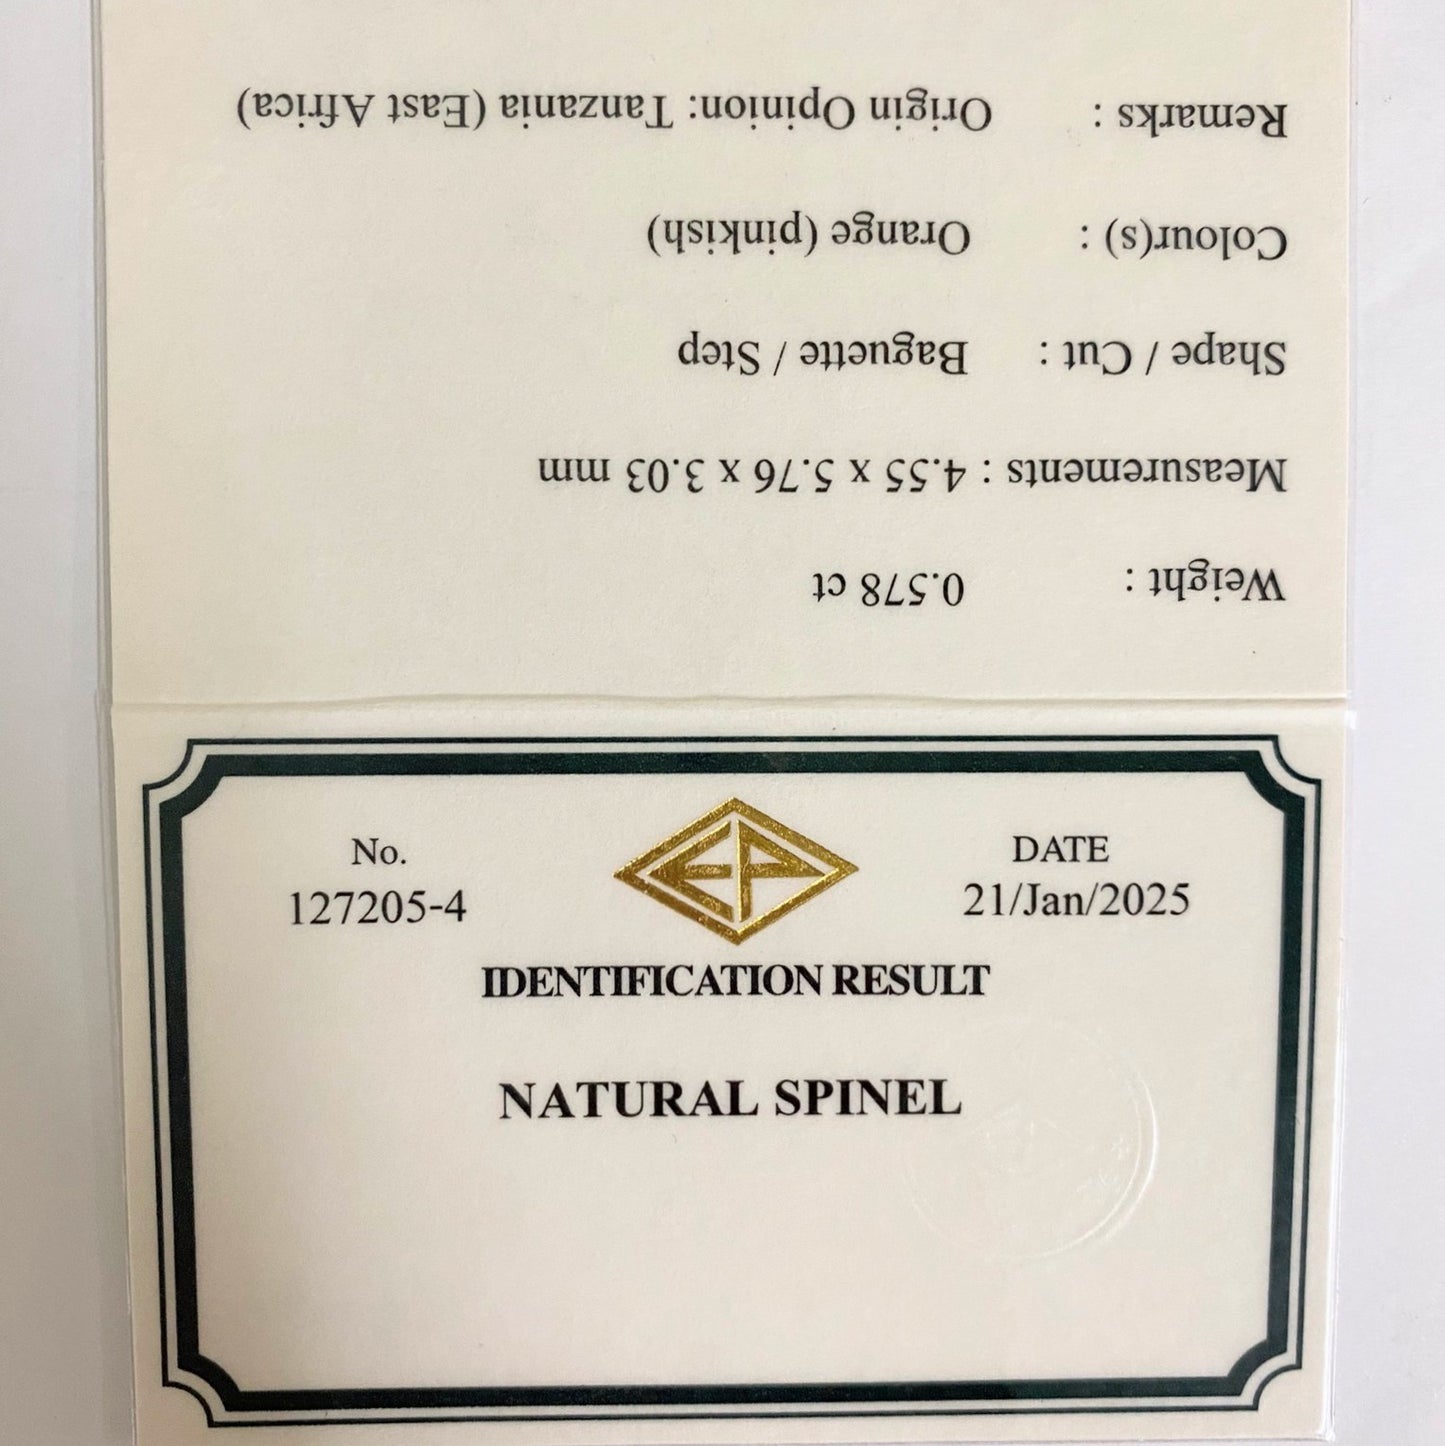 Weight : 0.578 ct
Measurements : 4.55 x 5.76 x 3.03 mm
Shape / Cut : Baguette / Step
Colour(s) : Orange (pinkish)
Remarks : Origin Opinion: Tanzania (East Africa)
No.
127205-4
EP
DATE
21/Jan/2025
IDENTIFICATION RESULT
NATURAL SPINEL